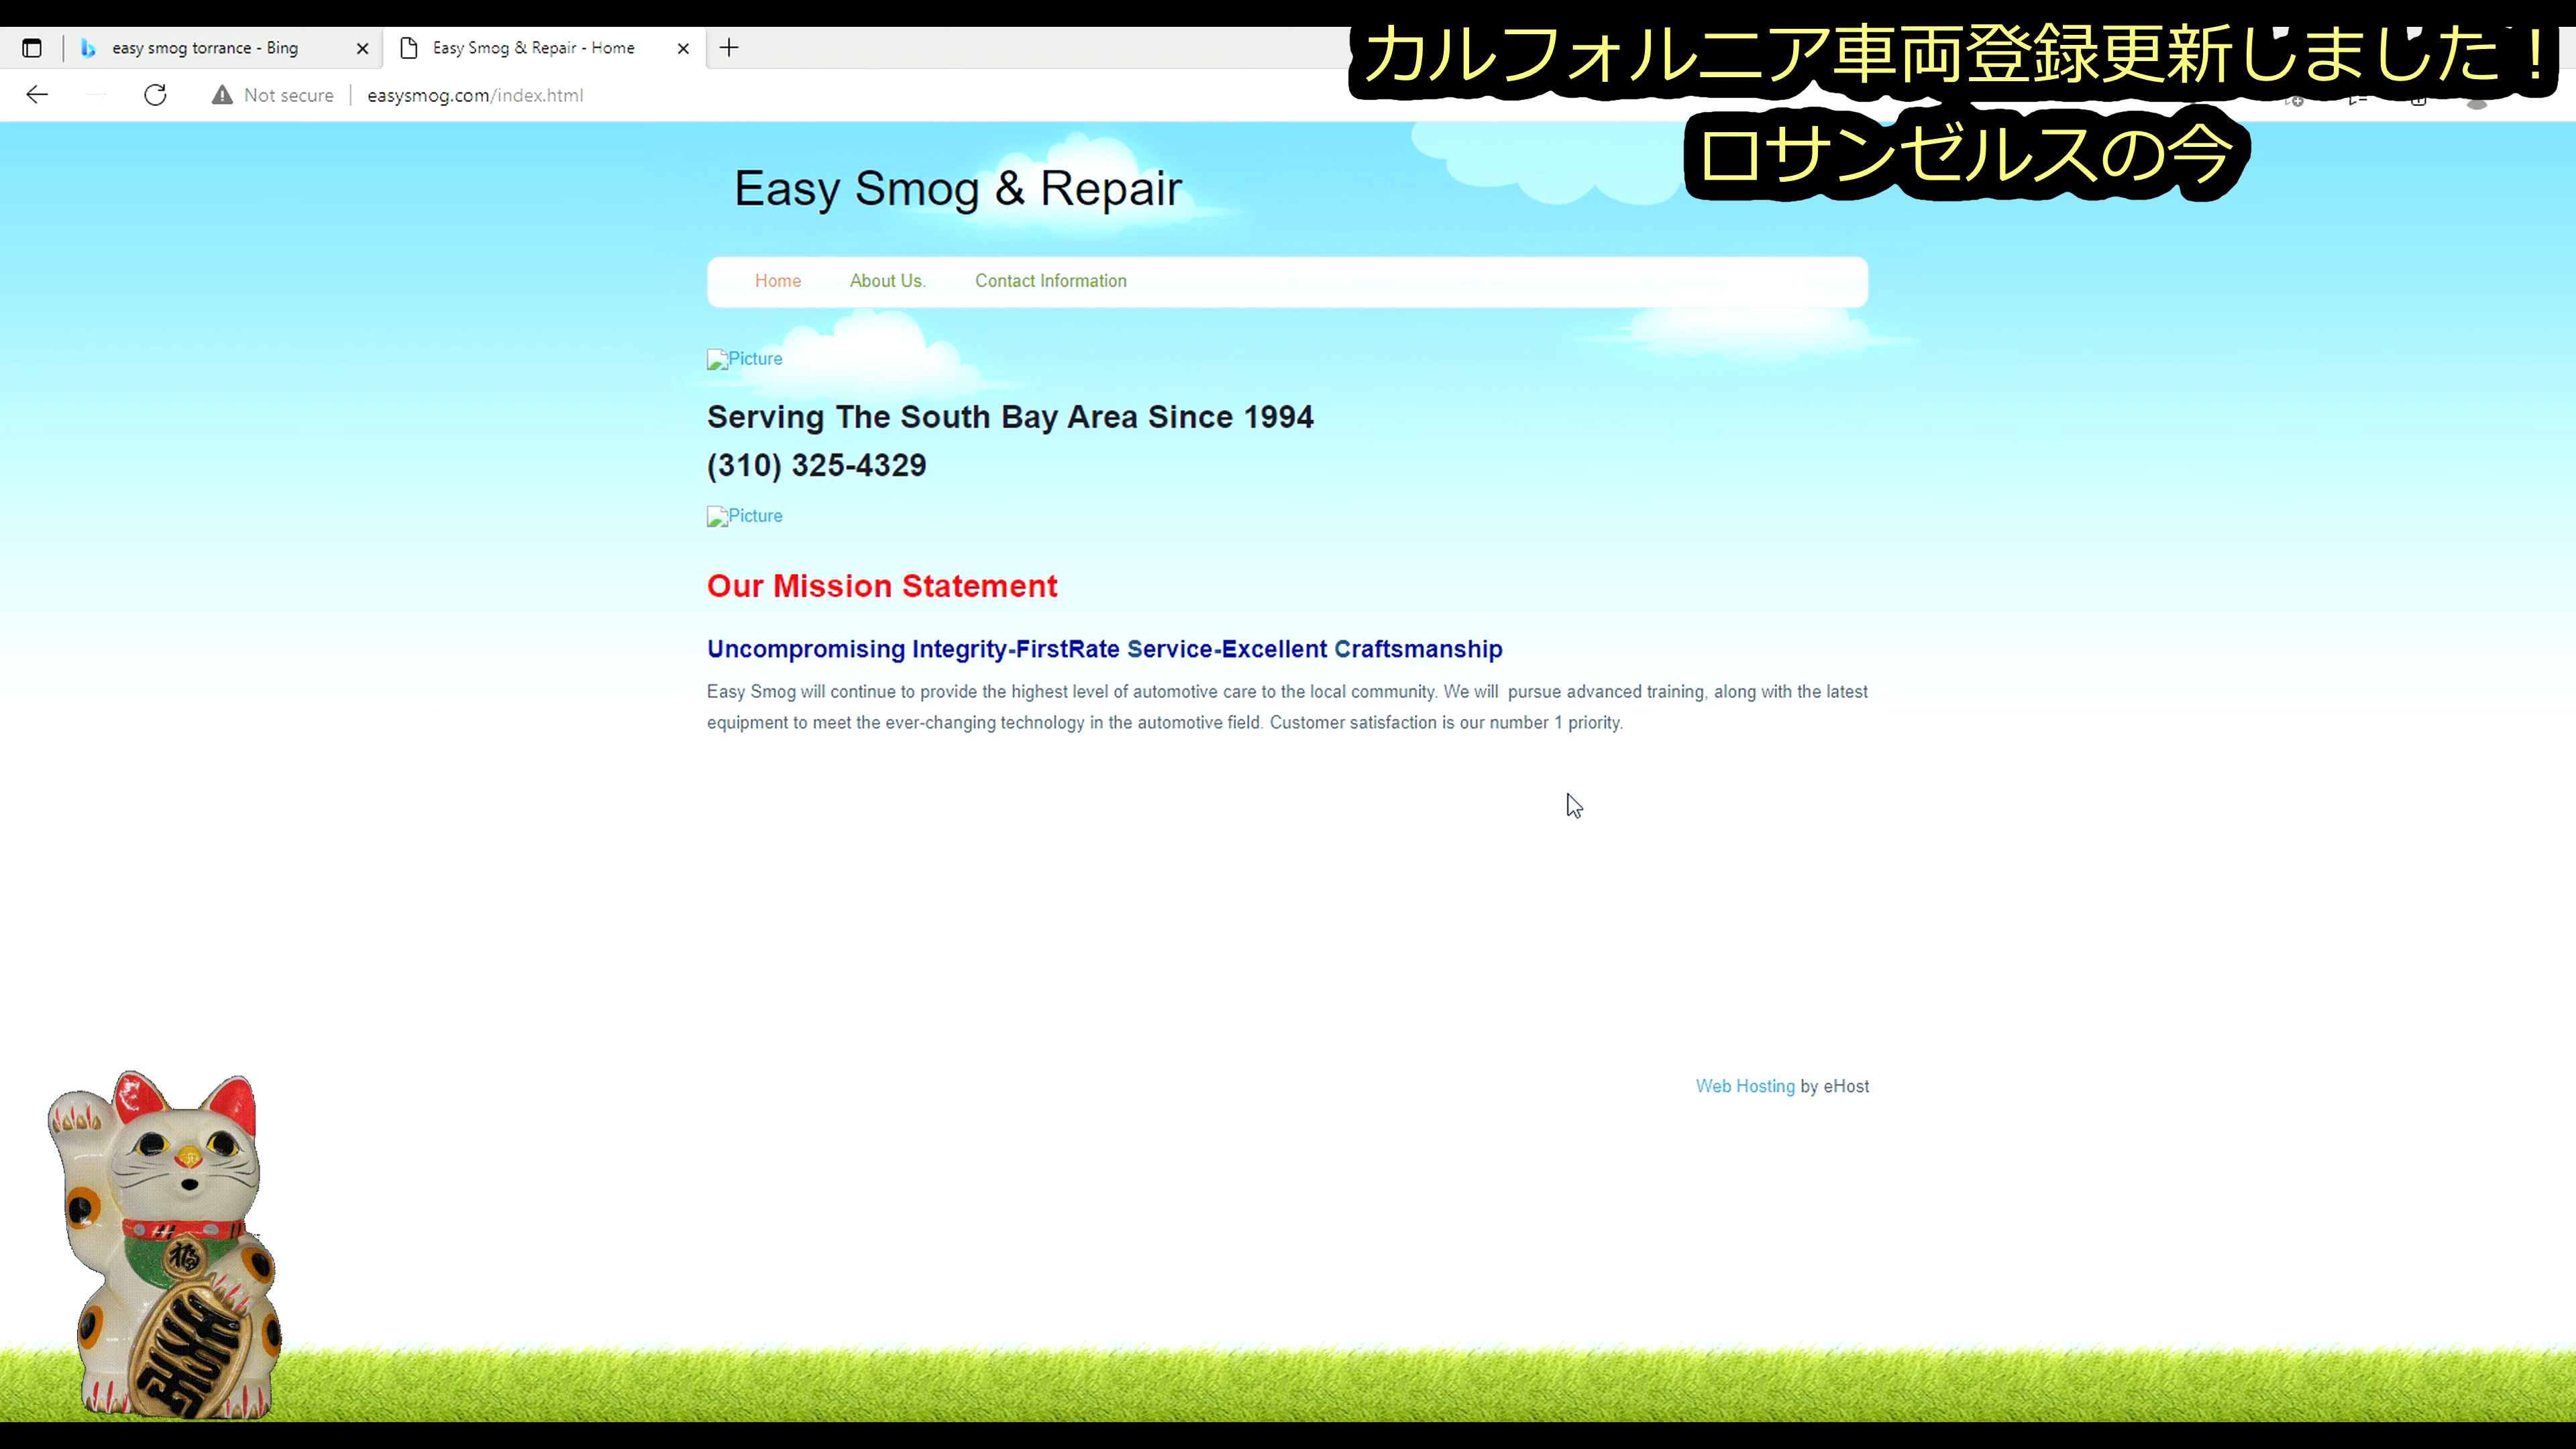 easy smog torrance - Bing
Easy Smog & Repair - Home
Not secure
easysmog.com/index.html
カルフォルニア車両登録更新しました！
ロサンゼルスの今
Easy Smog & Repair
Home
About Us.
Contact Information
Picture
Serving The South Bay Area Since 1994
(310) 325-4329
Picture
Our Mission Statement
Uncompromising Integrity-FirstRate Service-Excellent Craftsmanship
Easy Smog will continue to provide the highest level of automotive care to the local community. We will pursue advanced training, along with the latest
equipment to meet the ever-changing technology in the automotive field. Customer satisfaction is our number 1 priority.
Web Hosting by eHost
福